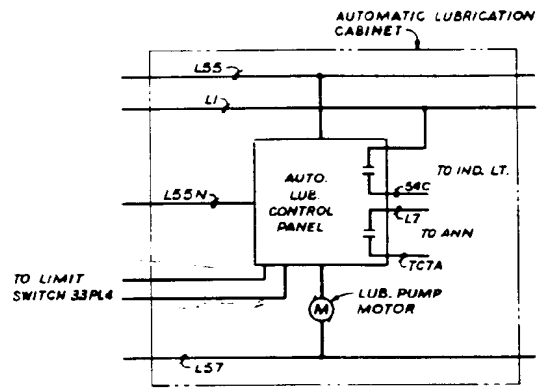 AUTOMATIC LUBRICATION
CABINET
L55
L1
AUTO.
LUB.
CONTROL
PANEL
TO IND. LT.
54C
L7
L55N
TO ANN
TC7A
TO LIMIT
SWITCH 33PL4
LUB. PUMP
MOTOR
M
L57